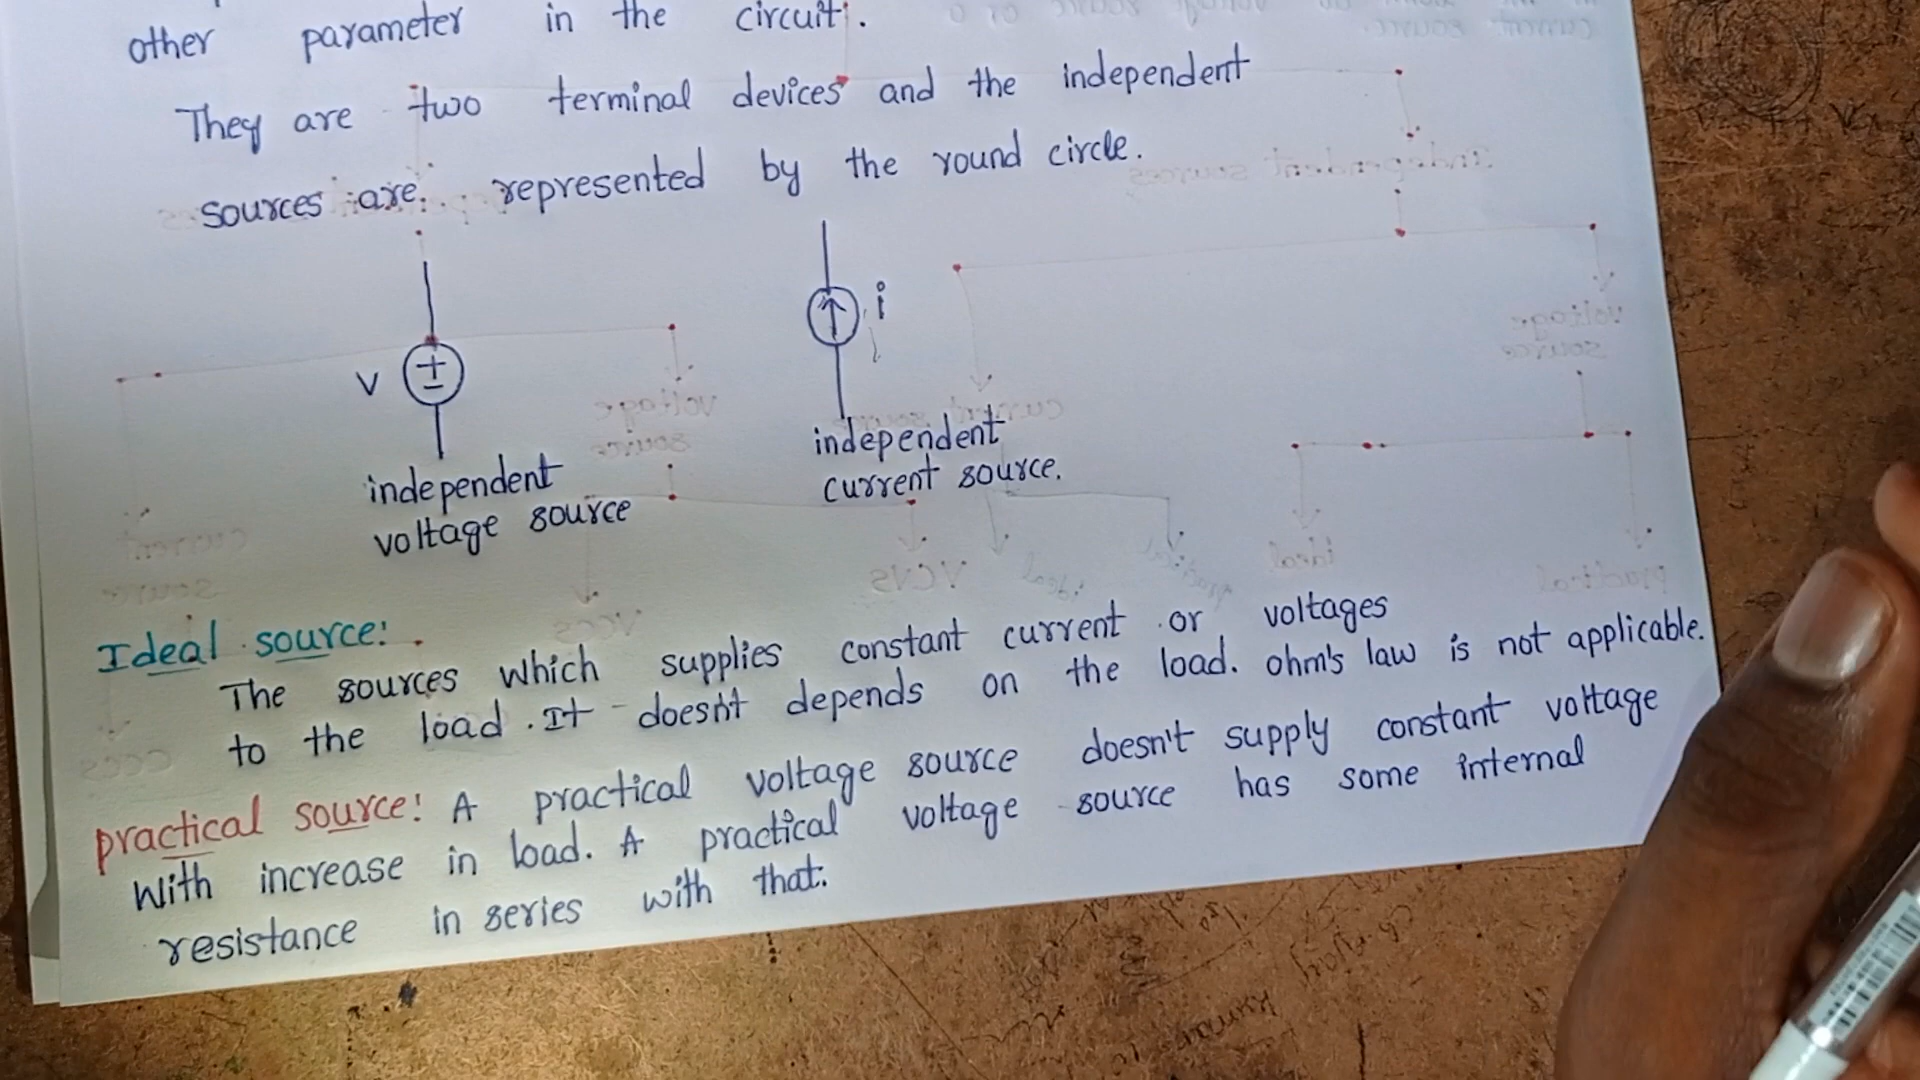 other parameter in the circuit.
They are two terminal devices and the independent
sources are represented by the round circle.
V
+
-
i
independent
voltage source
independent
current source.
Ideal source:
The sources which supplies constant current or voltages
to the load. It doesn't depends on the load. ohm's law is not applicable.
practical source: A practical voltage source doesn't supply constant voltage
With increase in load. A practical voltage source has some internal
resistance in series with that.